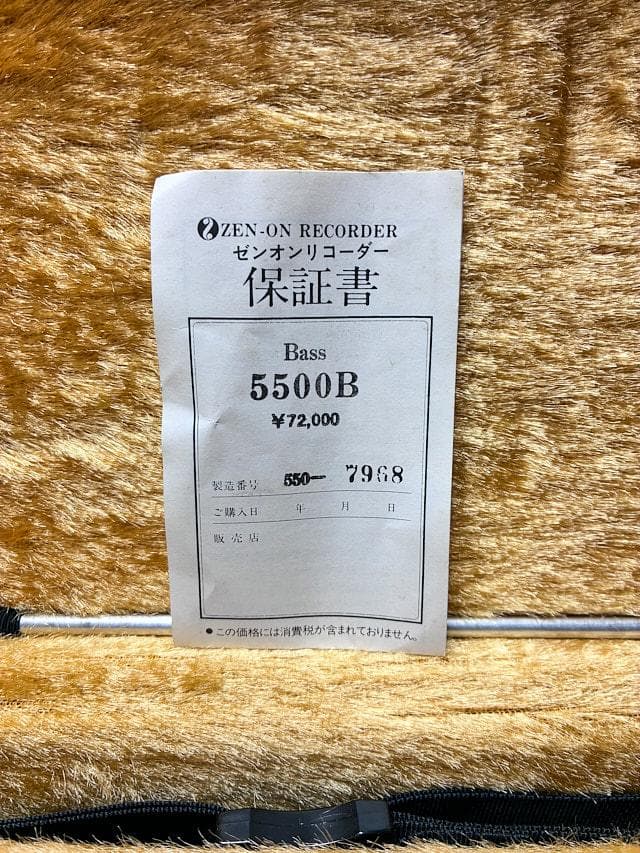 ZEN-ON RECORDER
ゼンオンリコーダー
保証書
Bass
5500B
¥72,000
製造番号 550- 7968
ご購入日 年 月 日
販売店
●この価格には消費税が含まれておりません。